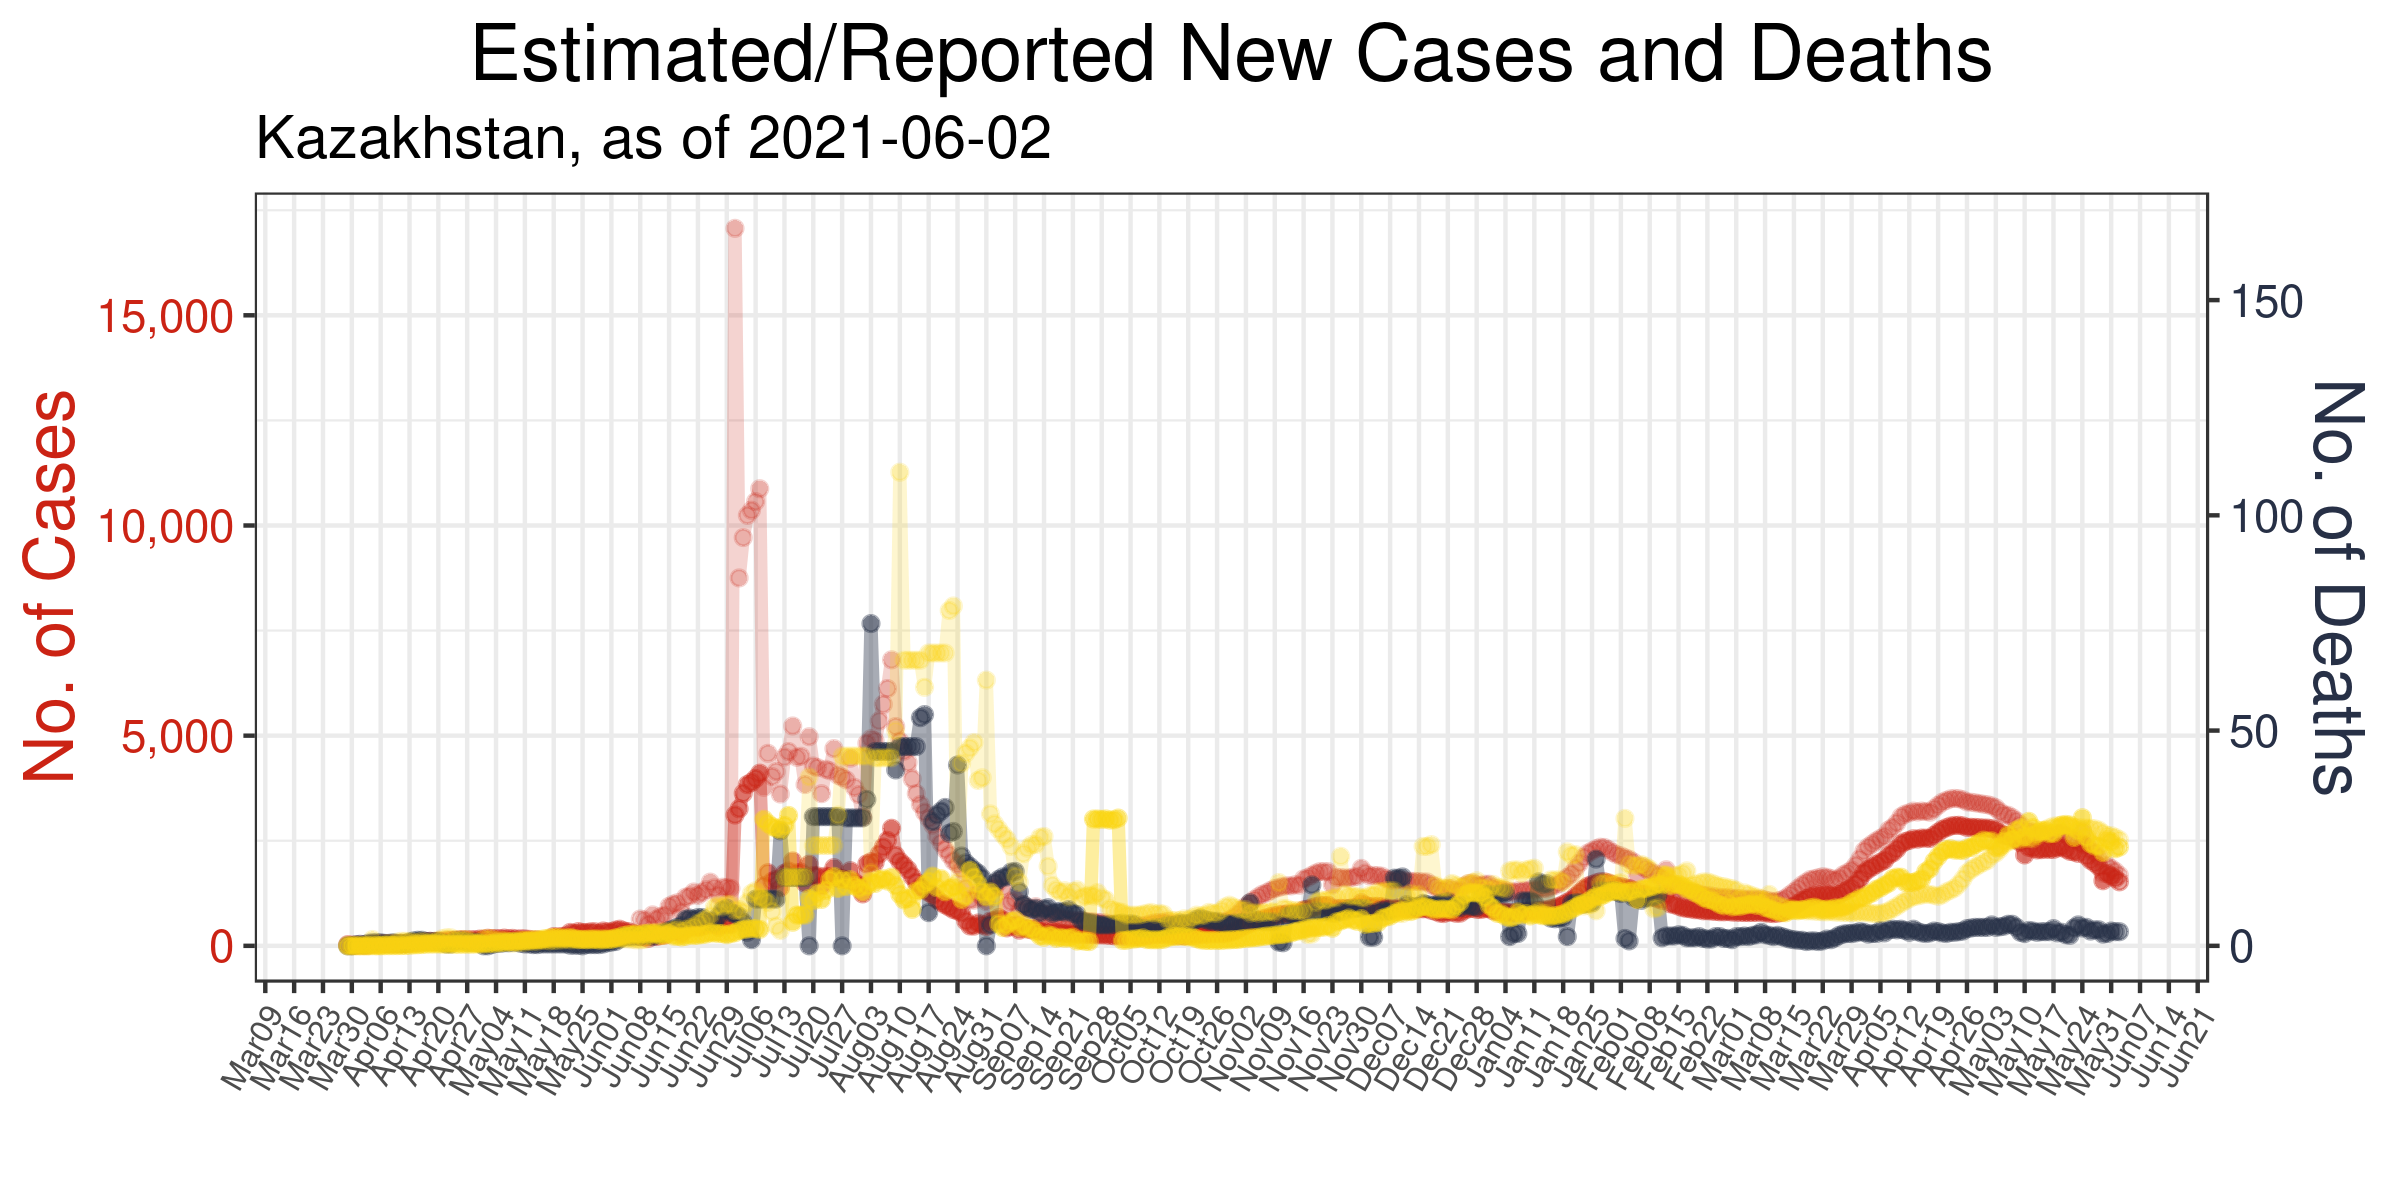 Estimated/Reported New Cases and Deaths
Kazakhstan, as of 2021-06-02
No. of Cases
15,000
10,000
5,000
0
150
100
50
0
No. of Deaths
Mar09
Mar16
Mar23
Mar30
Apr06
Apr13
Apr20
Apr27
May04
May11
May18
May25
Jun01
Jun08
Jun15
Jun22
Jun29
Jul06
Jul13
Jul20
Jul27
Aug03
Aug10
Aug17
Aug24
Aug31
Sep07
Sep14
Sep21
Sep28
Oct05
Oct12
Oct19
Oct26
Nov02
Nov09
Nov16
Nov23
Nov30
Dec07
Dec14
Dec21
Dec28
Jan04
Jan11
Jan18
Jan25
Feb01
Feb08
Feb15
Feb22
Mar01
Mar08
Mar15
Mar22
Mar29
Apr05
Apr12
Apr19
Apr26
May03
May10
May17
May24
May31
Jun07
Jun14
Jun21